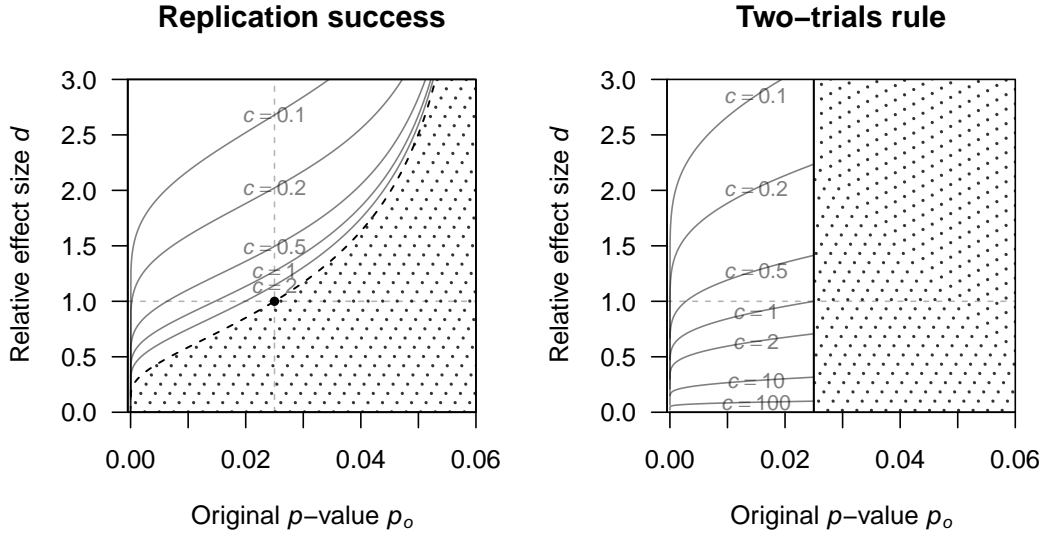 Replication success
Relative effect size d
3.0
2.5
2.0
1.5
1.0
0.5
0.0
c = 0.1
c = 0.2
c = 0.5
c = 1
c = 2
0.00 0.02 0.04 0.06
Original p−value pₒ
Two−trials rule
Relative effect size d
3.0
2.5
2.0
1.5
1.0
0.5
0.0
c = 0.1
c = 0.2
c = 0.5
c = 1
c = 2
c = 10
c = 100
0.00 0.02 0.04 0.06
Original p−value pₒ